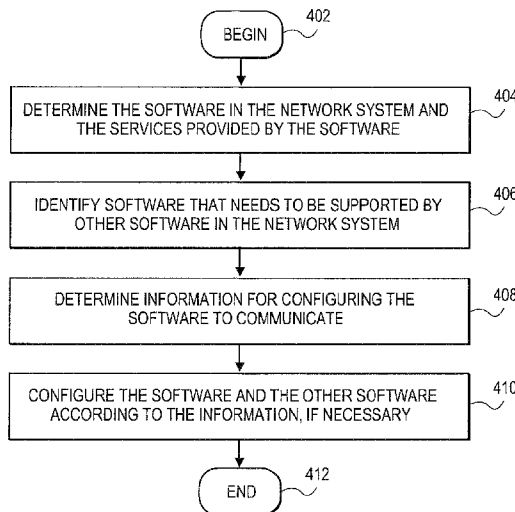 BEGIN
402
DETERMINE THE SOFTWARE IN THE NETWORK SYSTEM AND
THE SERVICES PROVIDED BY THE SOFTWARE
404
IDENTIFY SOFTWARE THAT NEEDS TO BE SUPPORTED BY
OTHER SOFTWARE IN THE NETWORK SYSTEM
406
DETERMINE INFORMATION FOR CONFIGURING THE
SOFTWARE TO COMMUNICATE
408
CONFIGURE THE SOFTWARE AND THE OTHER SOFTWARE
ACCORDING TO THE INFORMATION, IF NECESSARY
410
END
412